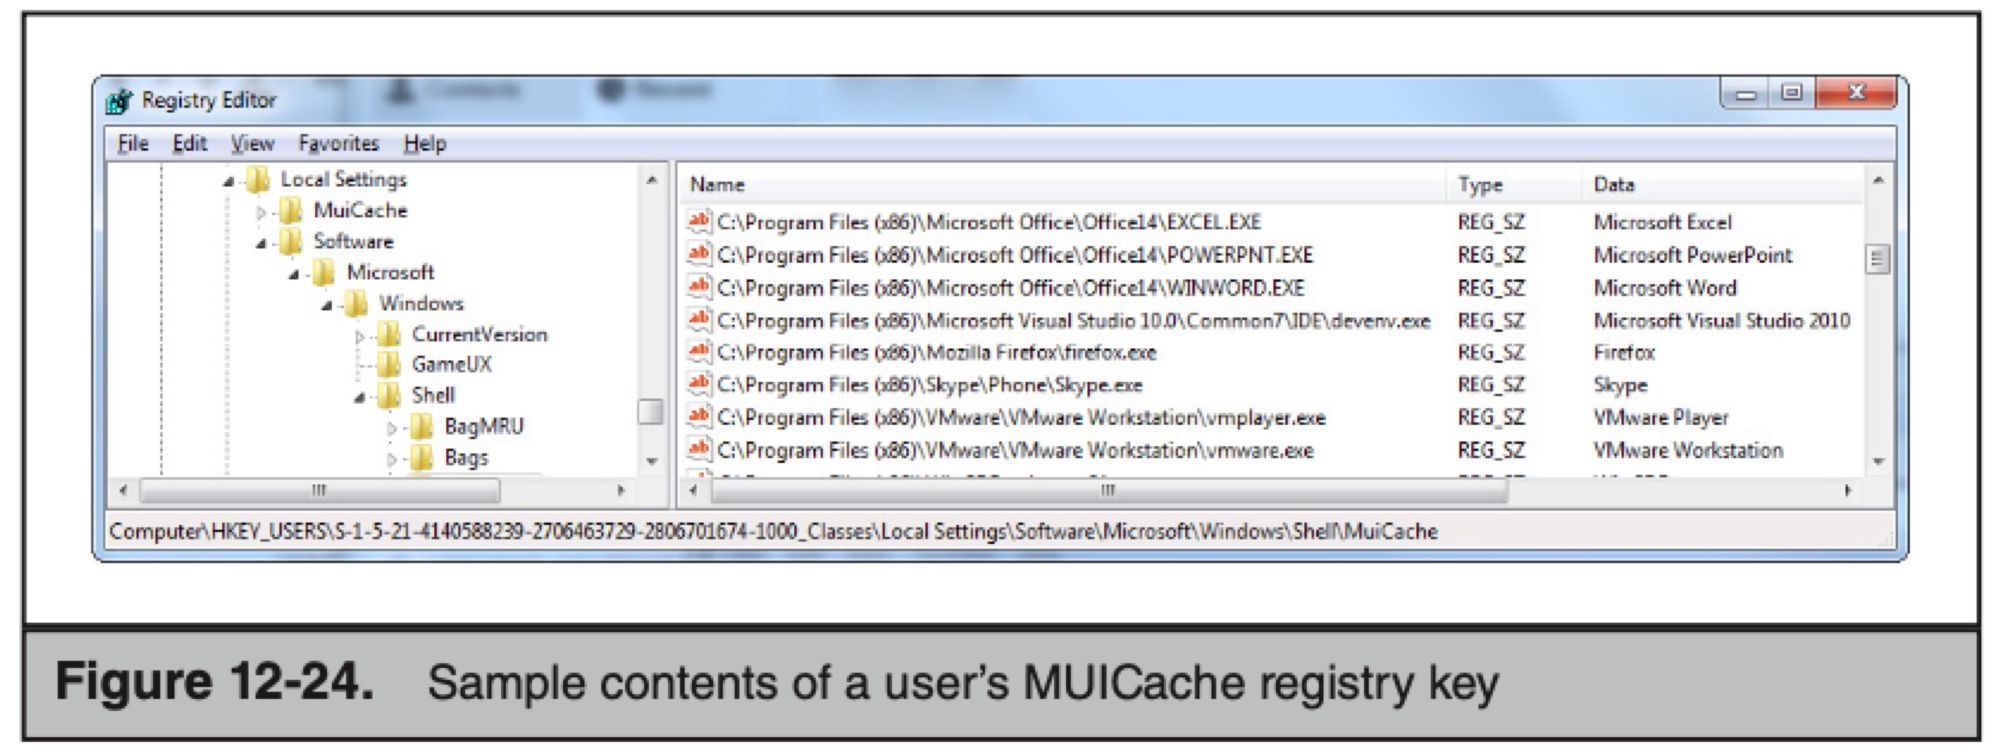 Contacts Recent
Registry Editor
File Edit View Favorites Help
Local Settings
MuiCache
Software
Microsoft
Windows
CurrentVersion
GameUX
Shell
BagMRU
Bags
Name Type Data
C:\Program Files (x86)\Microsoft Office\Office14\EXCEL.EXE REG_SZ Microsoft Excel
C:\Program Files (x86)\Microsoft Office\Office14\POWERPNT.EXE REG_SZ Microsoft PowerPoint
C:\Program Files (x86)\Microsoft Office\Office14\WINWORD.EXE REG_SZ Microsoft Word
C:\Program Files (x86)\Microsoft Visual Studio 10.0\Common7\IDE\devenv.exe REG_SZ Microsoft Visual Studio 2010
C:\Program Files (x86)\Mozilla Firefox\firefox.exe REG_SZ Firefox
C:\Program Files (x86)\Skype\Phone\Skype.exe REG_SZ Skype
C:\Program Files (x86)\VMware\VMware Workstation\vmplayer.exe REG_SZ VMware Player
C:\Program Files (x86)\VMware\VMware Workstation\vmware.exe REG_SZ VMware Workstation
Computer\HKEY_USERS\S-1-5-21-4140588239-2706463729-2806701674-1000_Classes\Local Settings\Software\Microsoft\Windows\Shell\MuiCache
Figure 12-24. Sample contents of a user's MUICache registry key